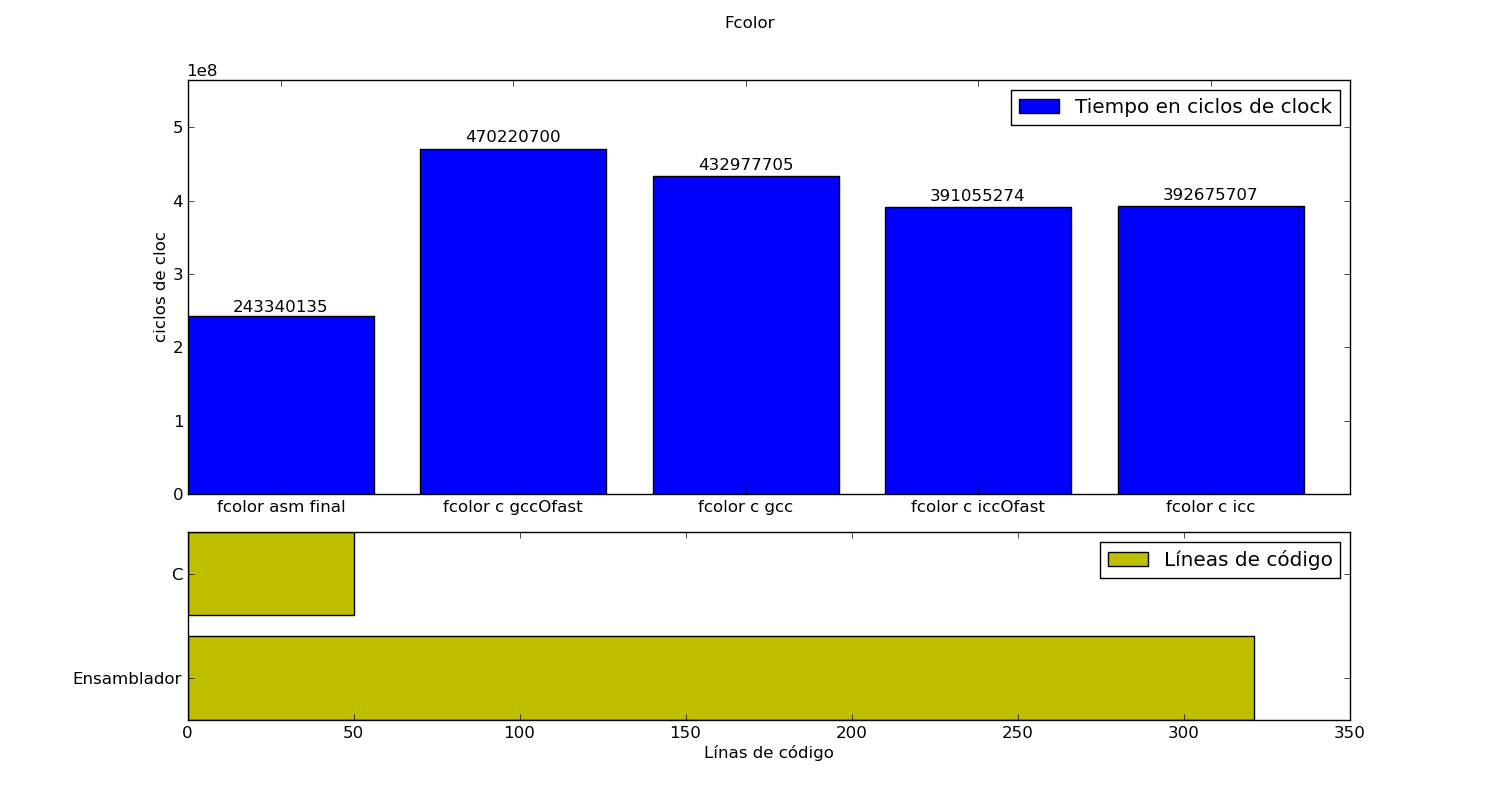 Fcolor
1e8
Tiempo en ciclos de clock
5
4
3
2
1
0
ciclos de cloc
243340135
470220700
432977705
391055274
392675707
fcolor asm final
fcolor c gccOfast
fcolor c gcc
fcolor c iccOfast
fcolor c icc
Líneas de código
C
Ensamblador
0 50 100 150 200 250 300 350
Línas de código